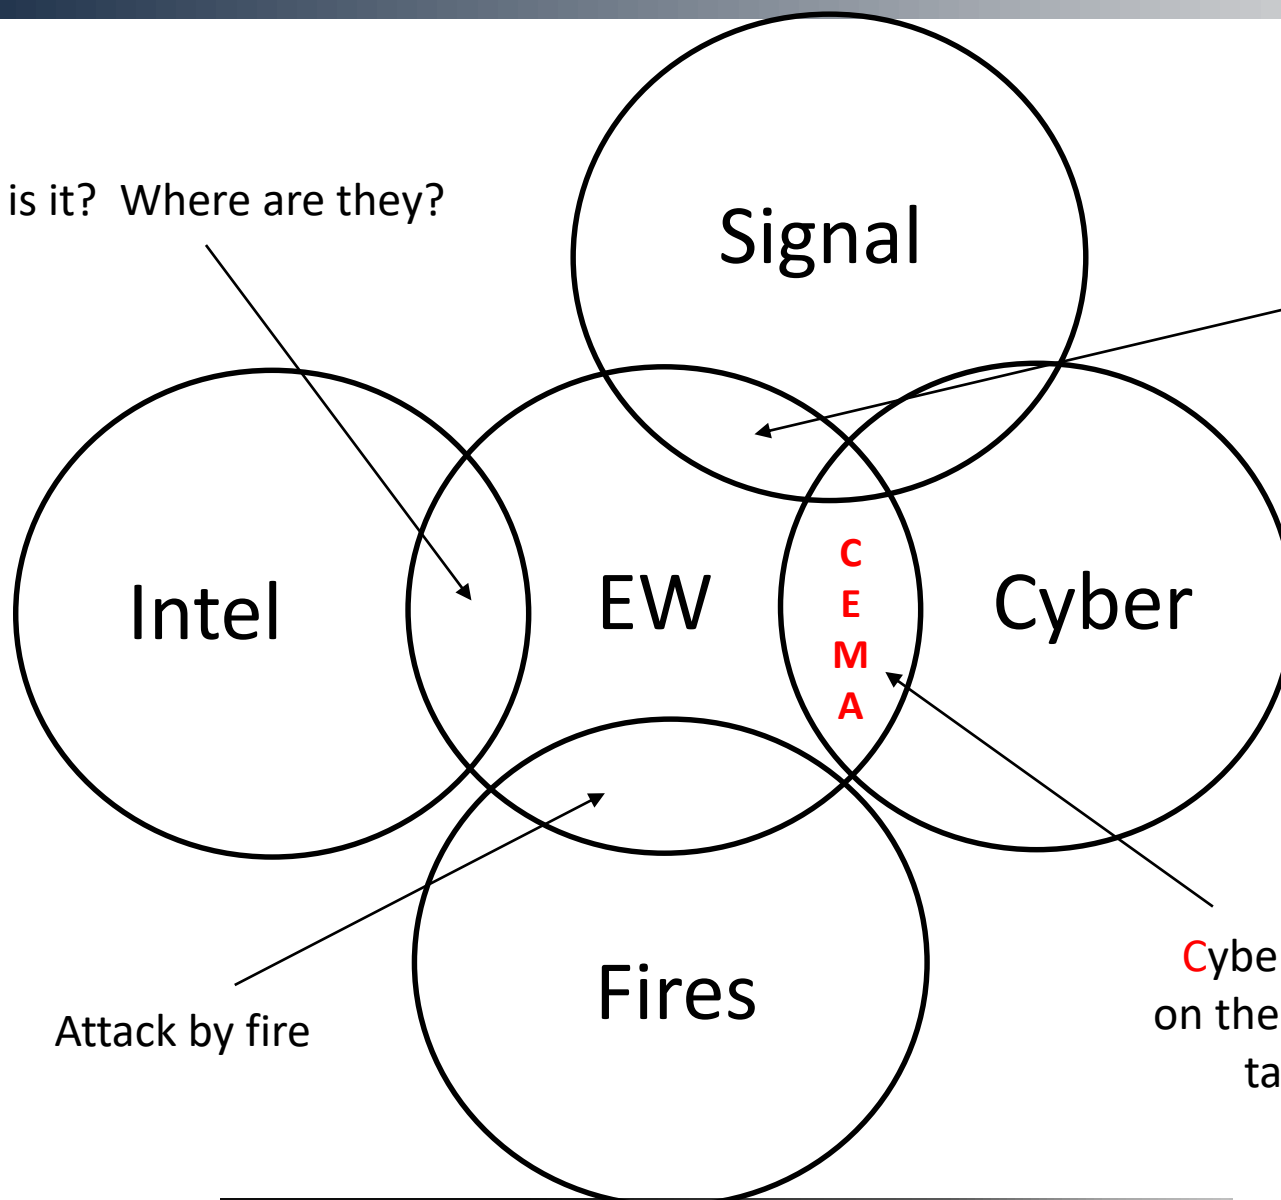 is it?  Where are they?
Signal
Intel
EW
Cyber
C
E
M
A
Fires
Attack by fire
Cybe
on the
ta